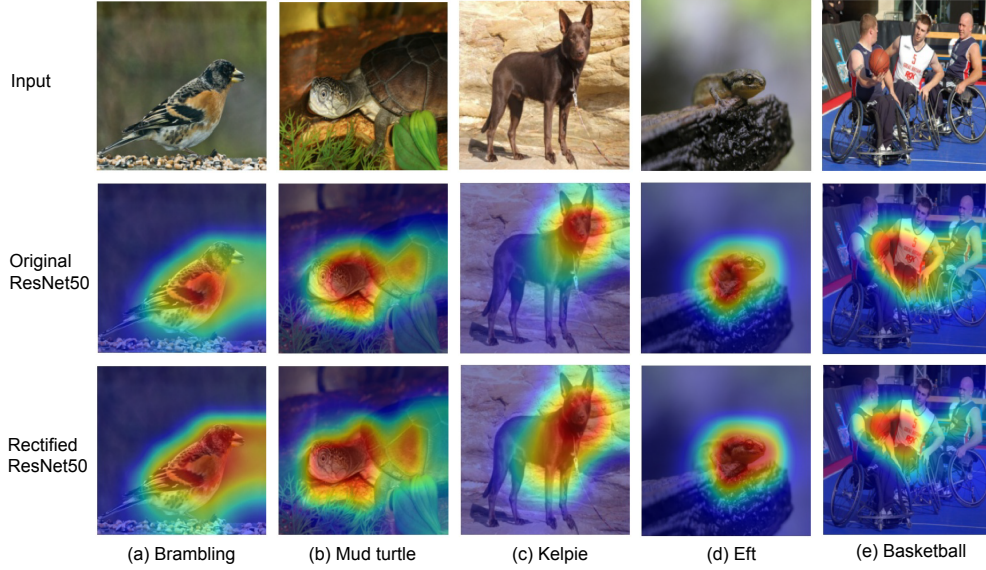 Input
Original
ResNet50
Rectified
ResNet50
(a) Brambling
(b) Mud turtle
(c) Kelpie
(d) Eft
(e) Basketball